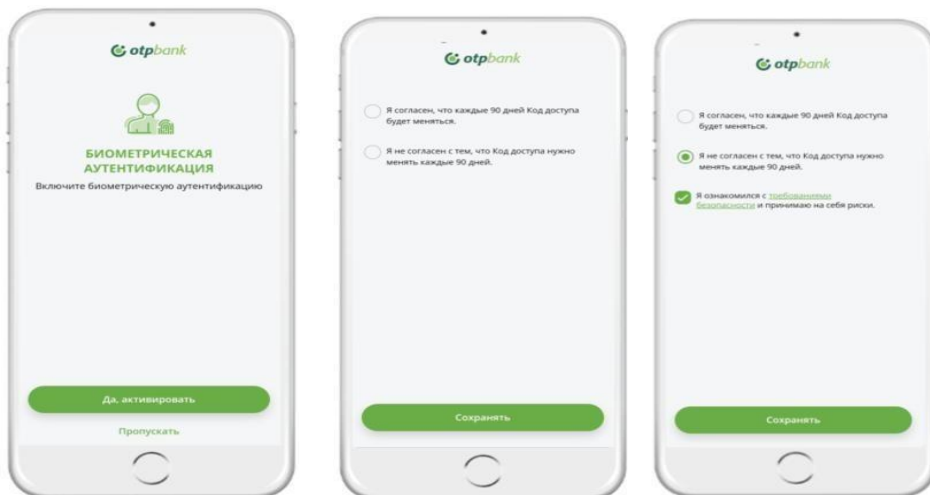 otpbank
БИОМЕТРИЧЕСКАЯ
АУТЕНТИФИКАЦИЯ
Включите биометрическую аутентификацию
Да, активировать
Пропускать
otpbank
Я согласен, что каждые 90 дней Код доступа
будет меняться.
Я не согласен с тем, что Код доступа нужно
менять каждые 90 дней.
Сохранять
otpbank
Я согласен, что каждые 90 дней Код доступа
будет меняться.
Я не согласен с тем, что Код доступа нужно
менять каждые 90 дней.
Я ознакомился с требованиями
безопасности и принимаю на себя риски.
Сохранять